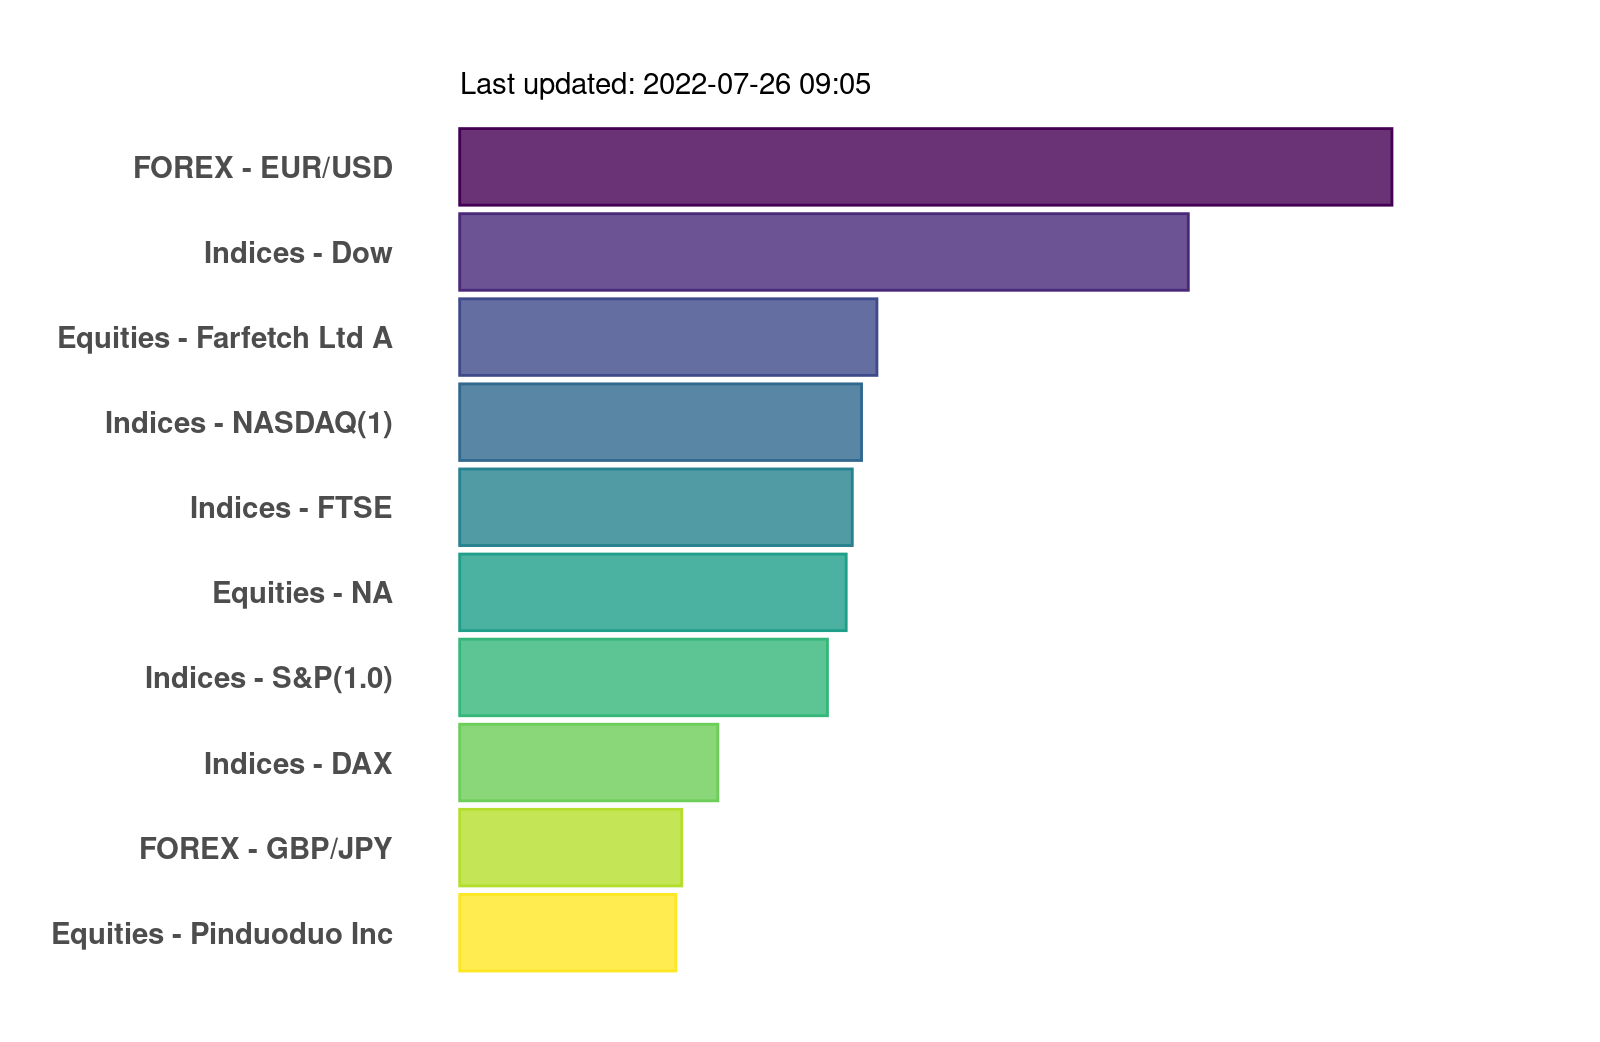 Last updated: 2022-07-26 09:05
FOREX - EUR/USD
Indices - Dow
Equities - Farfetch Ltd A
Indices - NASDAQ(1)
Indices - FTSE
Equities - NA
Indices - S&P(1.0)
Indices - DAX
FOREX - GBP/JPY
Equities - Pinduoduo Inc